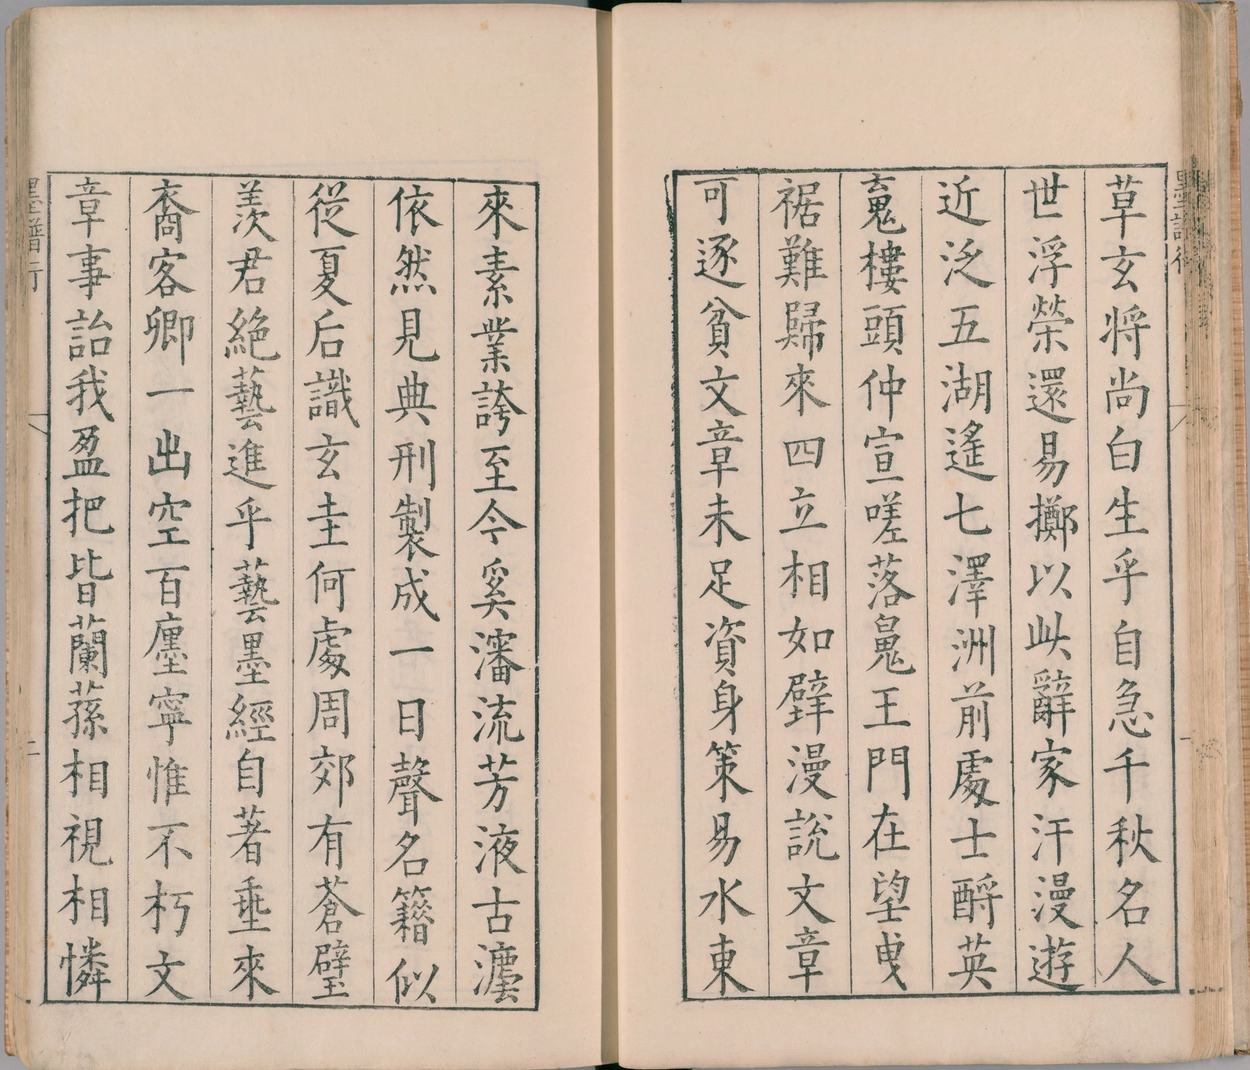 草玄將尚白生乎自急千秋名人
世浮榮還易擲以此辭家汗漫遊
近泛五湖遙七澤洲前處士酹英
䰟樓頭仲宣嗟落䰟王門在望曵
裾難歸來四立相如壁漫說文章
可逐貧文章未足資身策易水東
來素業誇至今奚瀋流芳液古瀍
依然見典刑製成一日聲名籍似
從夏后識玄圭何處周郊有蒼璧
羨君絕藝進乎藝墨經自著垂來
裔客卿一出空百廛寧惟不朽文
章事詒我盈把皆蘭蓀相視相憐
墨譜行